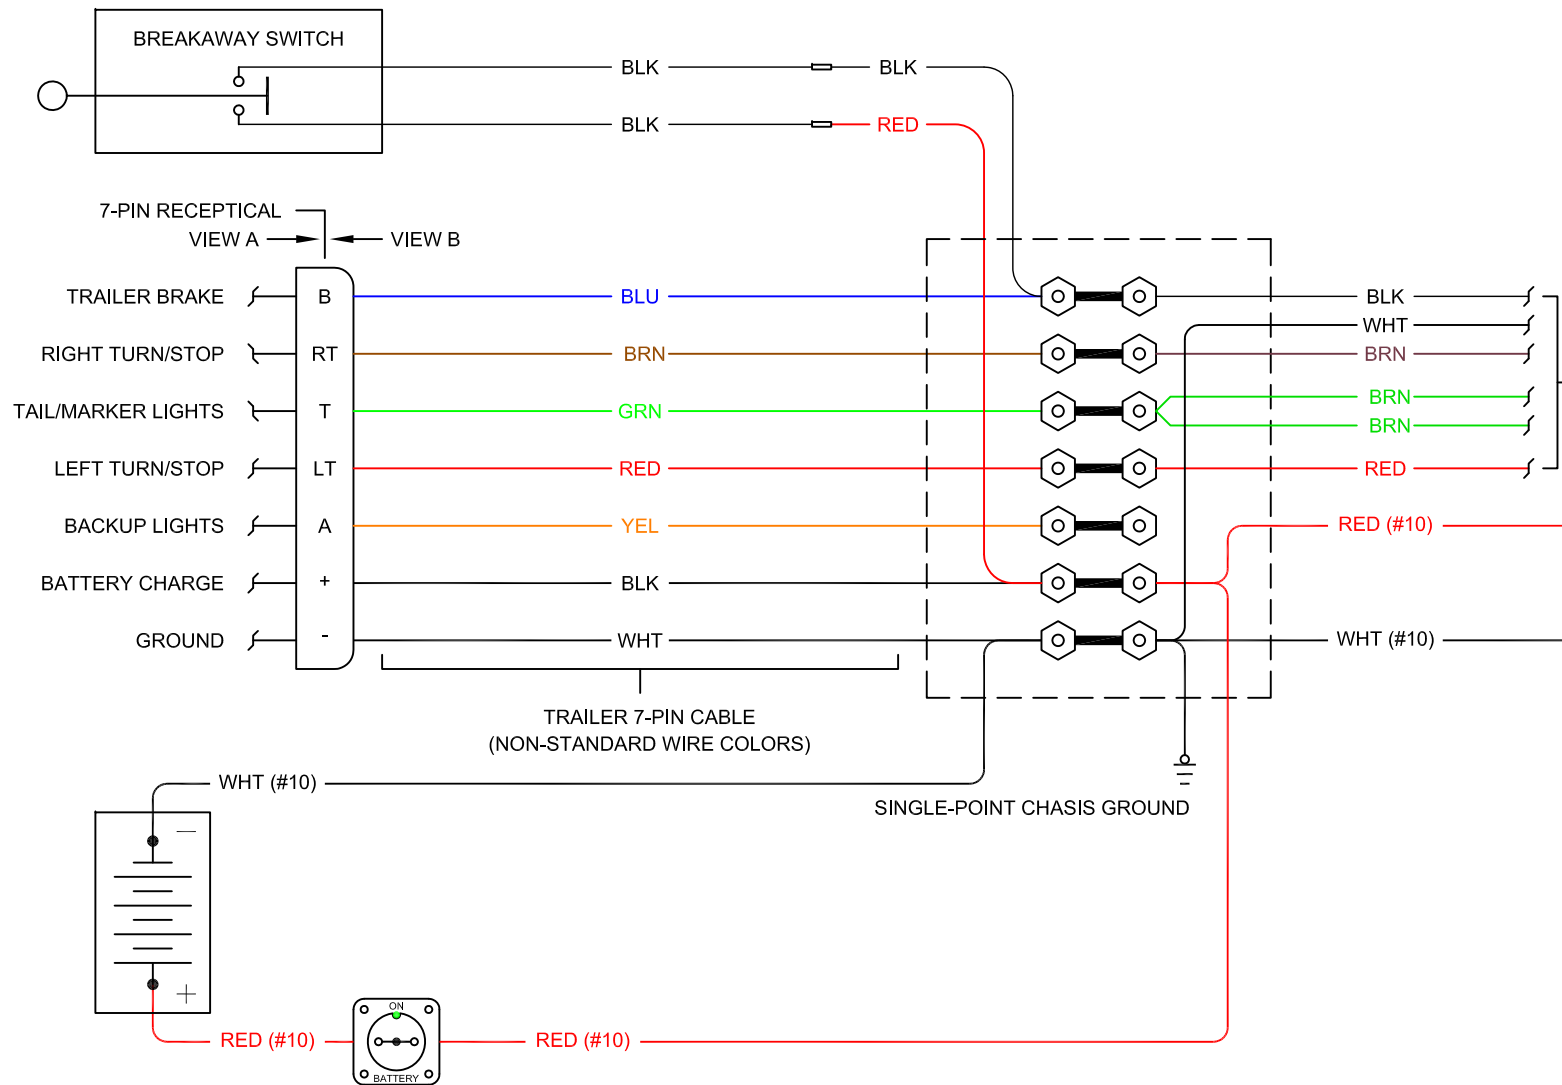 BREAKAWAY SWITCH
BLK
BLK
BLK
RED
7-PIN RECEPTICAL
VIEW A
VIEW B
TRAILER BRAKE
B
BLU
BLK
WHT
RIGHT TURN/STOP
RT
BRN
BRN
TAIL/MARKER LIGHTS
T
GRN
BRN
BRN
LEFT TURN/STOP
LT
RED
RED
BACKUP LIGHTS
A
YEL
RED (#10)
BATTERY CHARGE
+
BLK
GROUND
-
WHT
WHT (#10)
TRAILER 7-PIN CABLE
(NON-STANDARD WIRE COLORS)
WHT (#10)
SINGLE-POINT CHASIS GROUND
—
+
RED (#10)
ON
BATTERY
RED (#10)